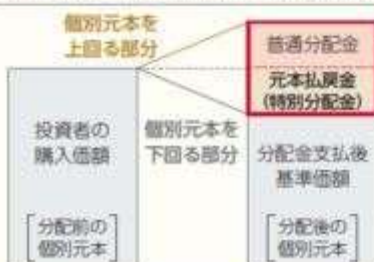 個別元本を
上回る部分
普通分配金
元本払戻金
(特別分配金)
投資者の
購入価額
個別元本を
下回る部分
分配金支払後
基準価額
分配前の
個別元本
分配後の
個別元本